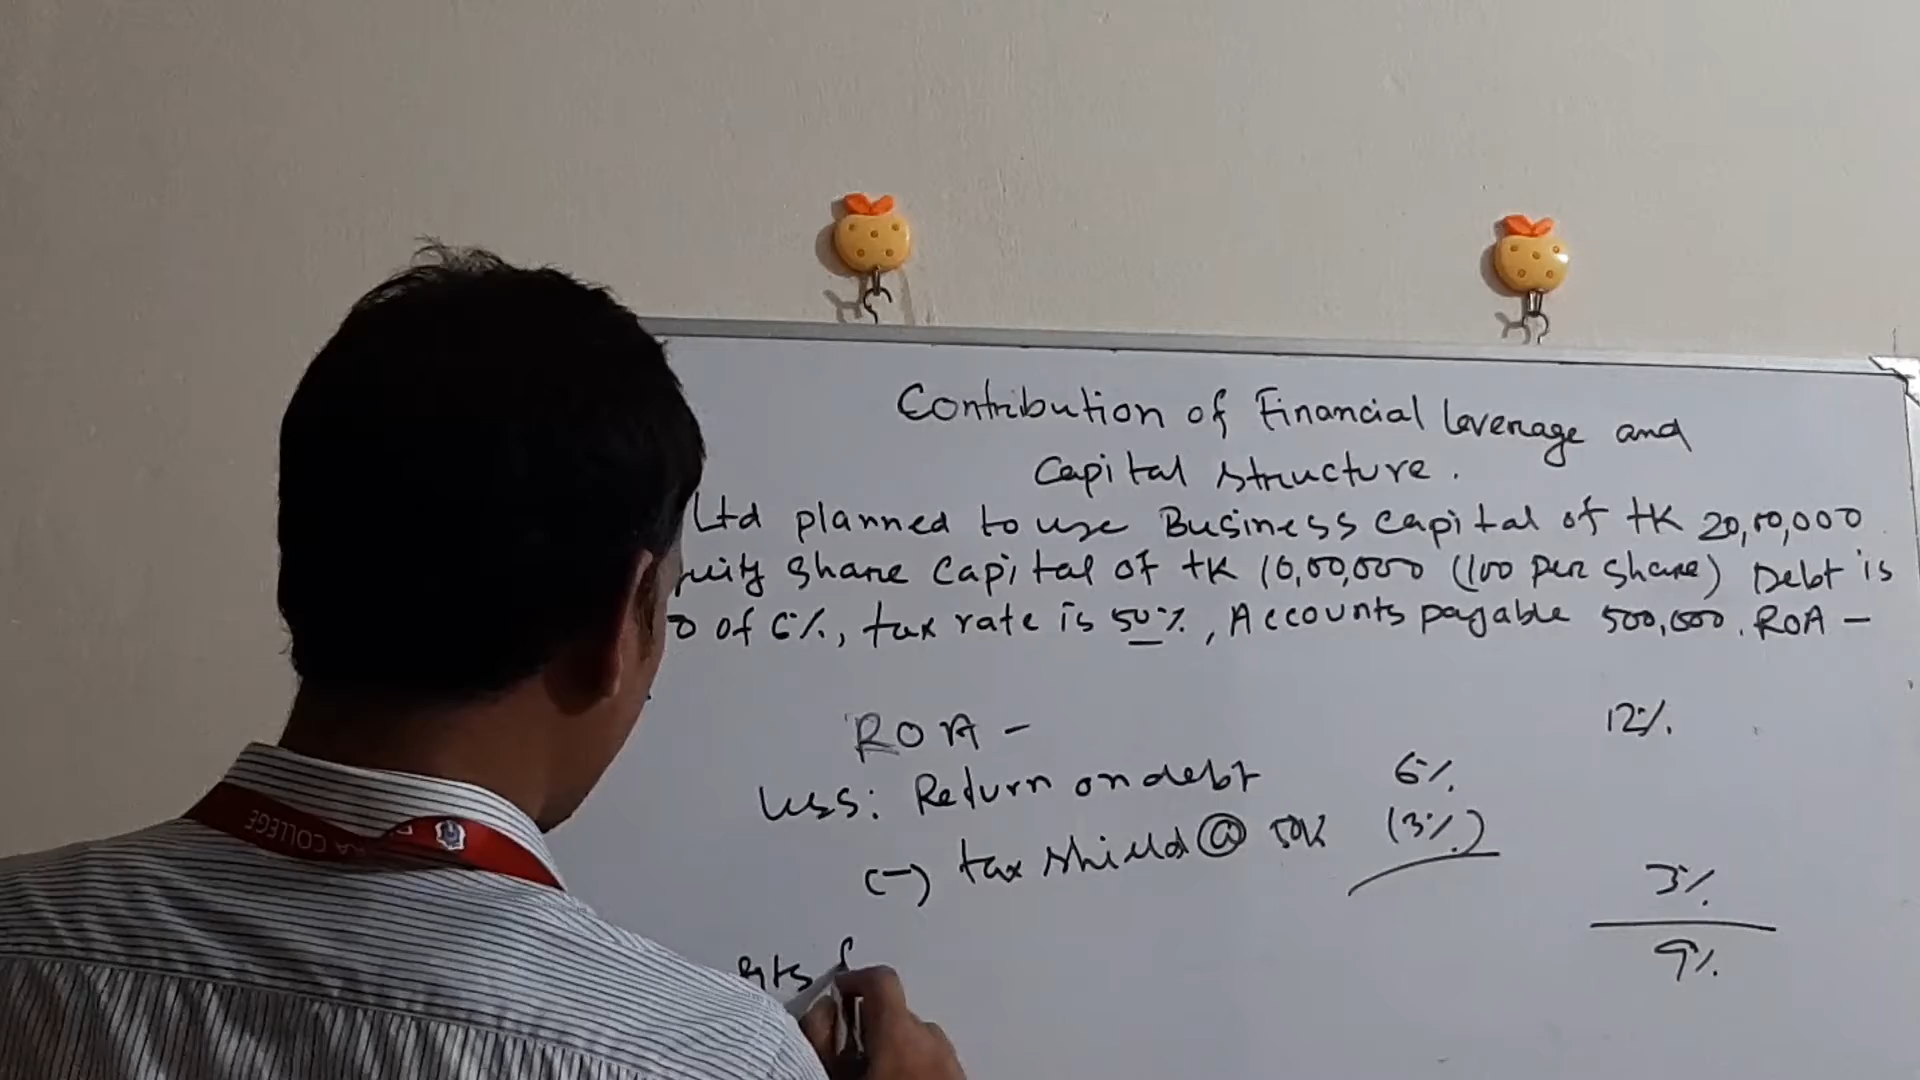 Contribution of Financial leverage and
Capital structure.
Ltd planned to use Business capital of tk 20,00,000
uity share capital of tk 10,00,000 (100 per share) Debt is
0 of 6%, tax rate is 50%, Accounts payable 500,000. ROA -
ROA - 12%
Less: Return on debt 6%
(-) tax shield @ 50% (3%)
3%
9%
COLLEGE